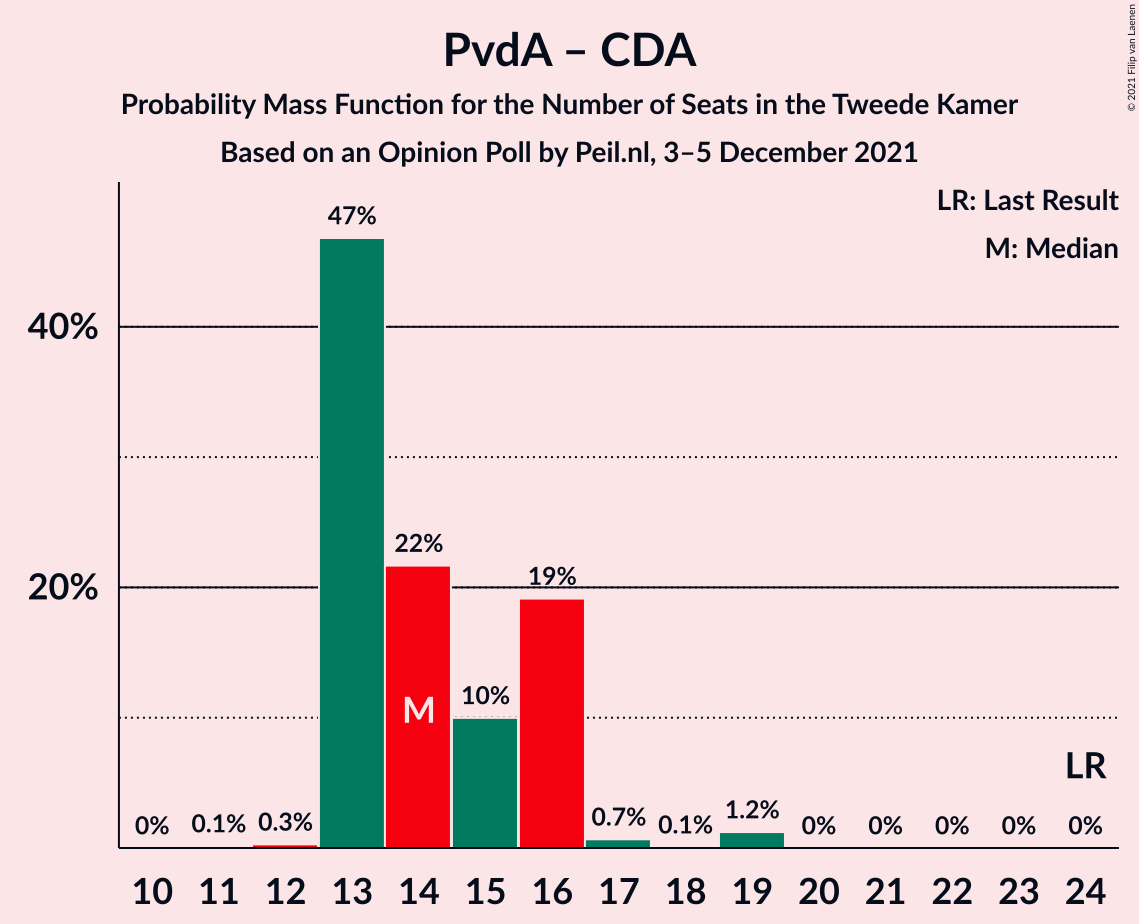 PvdA – CDA
Probability Mass Function for the Number of Seats in the Tweede Kamer
Based on an Opinion Poll by Peil.nl, 3–5 December 2021
© 2021 Filip van Laenen
LR: Last Result
M: Median
47%
40%
22%
20%
19%
10%
M
LR
0% 0.1% 0.3% 0.7% 0.1% 1.2% 0% 0% 0% 0% 0%
10 11 12 13 14 15 16 17 18 19 20 21 22 23 24